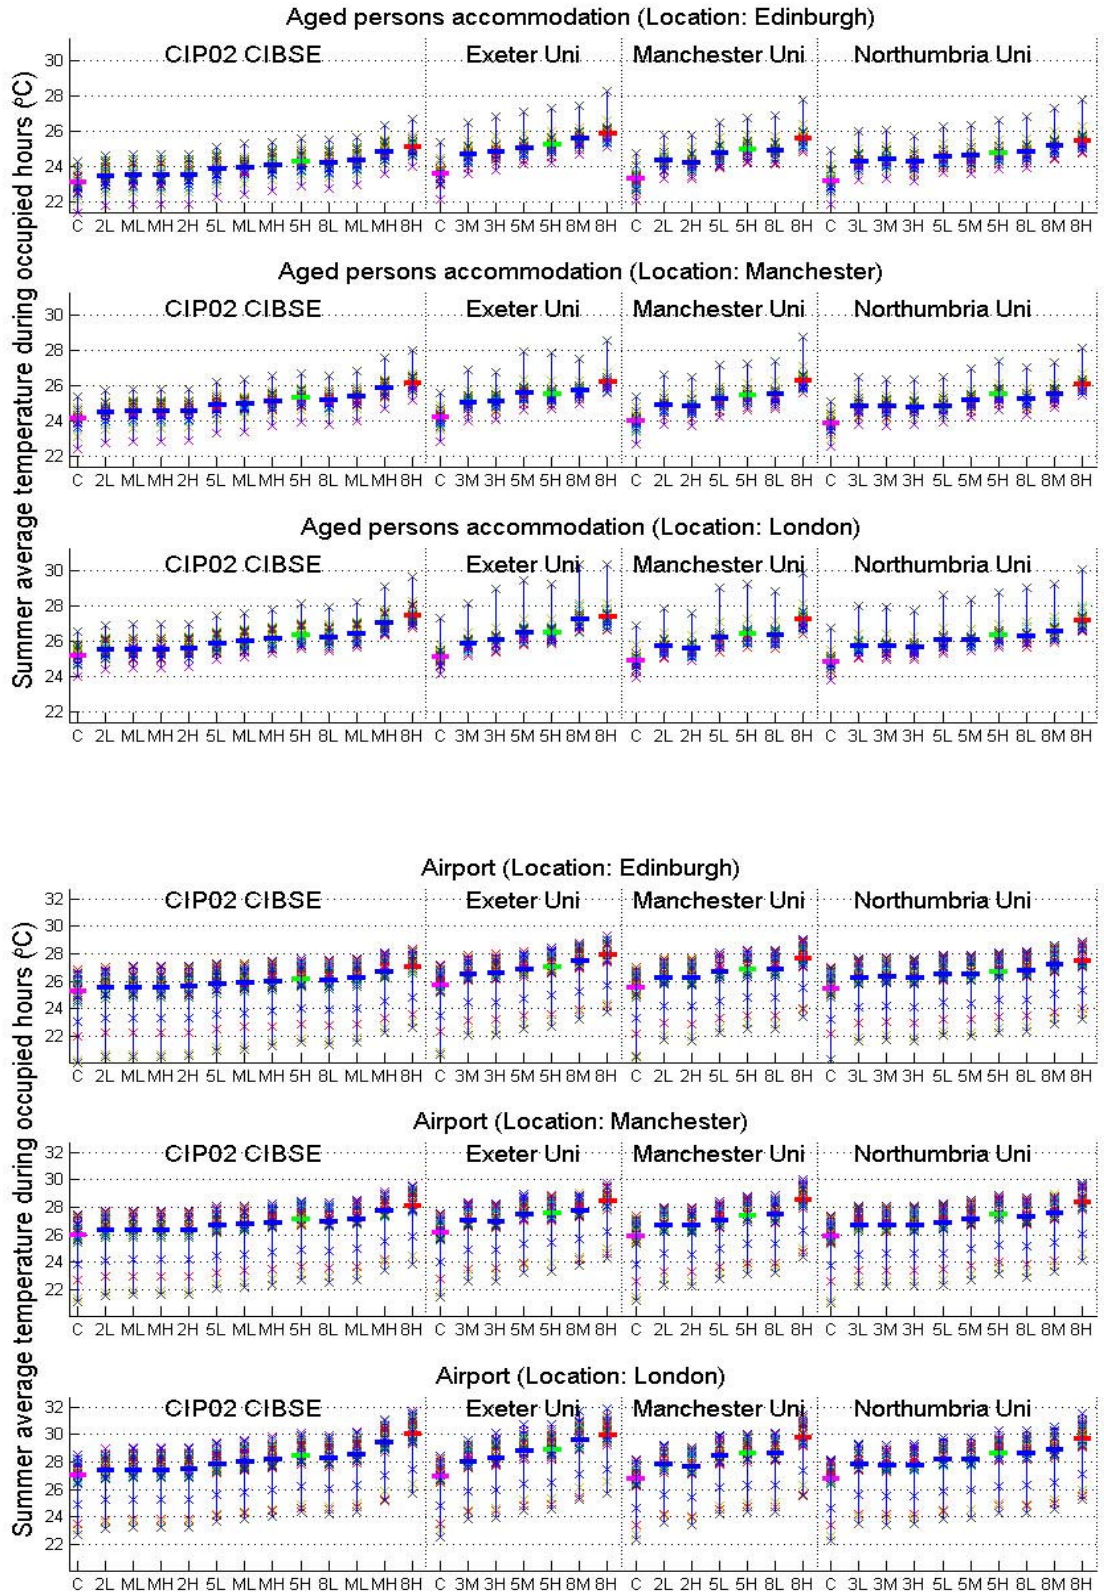 Aged persons accommodation (Location: Edinburgh)
Summer average temperature during occupied hours (ºC)
CIP02 CIBSE Exeter Uni Manchester Uni Northumbria Uni
30
28
26
24
22
C 2L ML MH 2H 5L ML MH 5H 8L ML MH 8H C 3M 3H 5M 5H 8M 8H C 2L 2H 5L 5H 8L 8H C 3L 3M 3H 5L 5M 5H 8L 8M 8H
Aged persons accommodation (Location: Manchester)
CIP02 CIBSE Exeter Uni Manchester Uni Northumbria Uni
30
28
26
24
22
C 2L ML MH 2H 5L ML MH 5H 8L ML MH 8H C 3M 3H 5M 5H 8M 8H C 2L 2H 5L 5H 8L 8H C 3L 3M 3H 5L 5M 5H 8L 8M 8H
Aged persons accommodation (Location: London)
CIP02 CIBSE Exeter Uni Manchester Uni Northumbria Uni
30
28
26
24
22
C 2L ML MH 2H 5L ML MH 5H 8L ML MH 8H C 3M 3H 5M 5H 8M 8H C 2L 2H 5L 5H 8L 8H C 3L 3M 3H 5L 5M 5H 8L 8M 8H
Airport (Location: Edinburgh)
Summer average temperature during occupied hours (ºC)
CIP02 CIBSE Exeter Uni Manchester Uni Northumbria Uni
32
30
28
26
24
22
C 2L ML MH 2H 5L ML MH 5H 8L ML MH 8H C 3M 3H 5M 5H 8M 8H C 2L 2H 5L 5H 8L 8H C 3L 3M 3H 5L 5M 5H 8L 8M 8H
Airport (Location: Manchester)
CIP02 CIBSE Exeter Uni Manchester Uni Northumbria Uni
32
30
28
26
24
22
C 2L ML MH 2H 5L ML MH 5H 8L ML MH 8H C 3M 3H 5M 5H 8M 8H C 2L 2H 5L 5H 8L 8H C 3L 3M 3H 5L 5M 5H 8L 8M 8H
Airport (Location: London)
CIP02 CIBSE Exeter Uni Manchester Uni Northumbria Uni
32
30
28
26
24
22
C 2L ML MH 2H 5L ML MH 5H 8L ML MH 8H C 3M 3H 5M 5H 8M 8H C 2L 2H 5L 5H 8L 8H C 3L 3M 3H 5L 5M 5H 8L 8M 8H